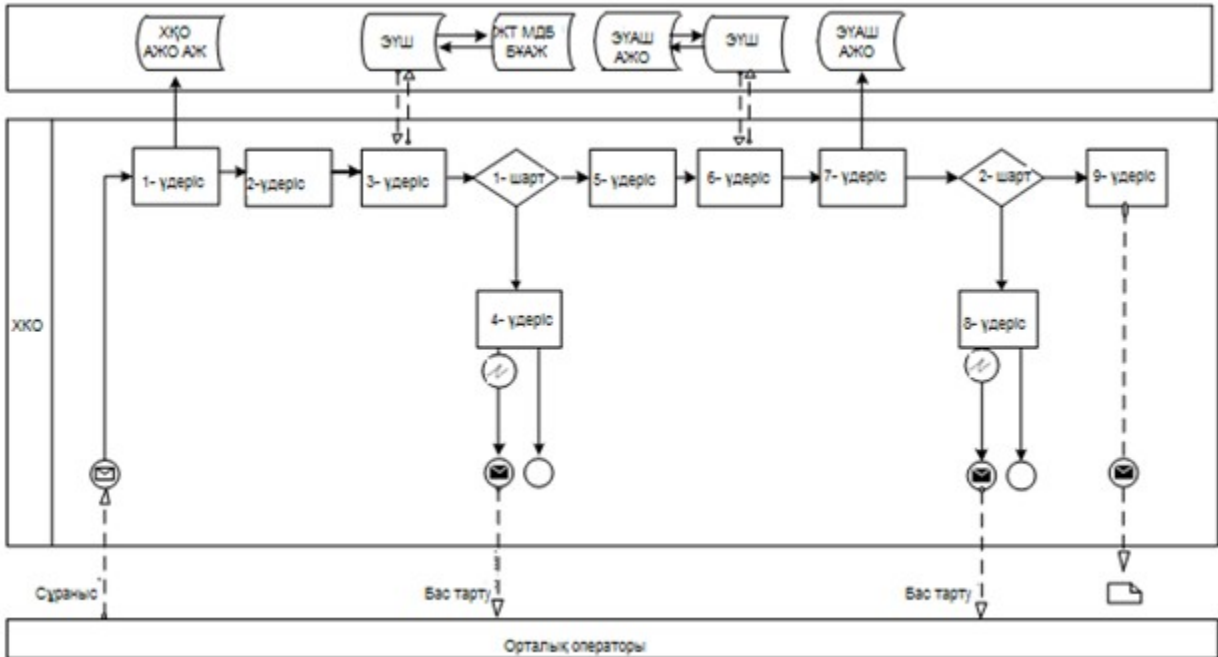 ХҚО
АЖО АЖ
ЭҮШ
ЖТ МДБ
БҰАЖ
ЭҮАШ
АЖО
ЭҮШ
ЭҮАШ
АЖО
1- үдеріс
2-үдеріс
3- үдеріс
1- шарт
5- үдеріс
6- үдеріс
7- үдеріс
2- шарт
9- үдеріс
ХКО
4- үдеріс
8- үдеріс
Сұраныс
Бас тарту
Бас тарту
Орталық операторы